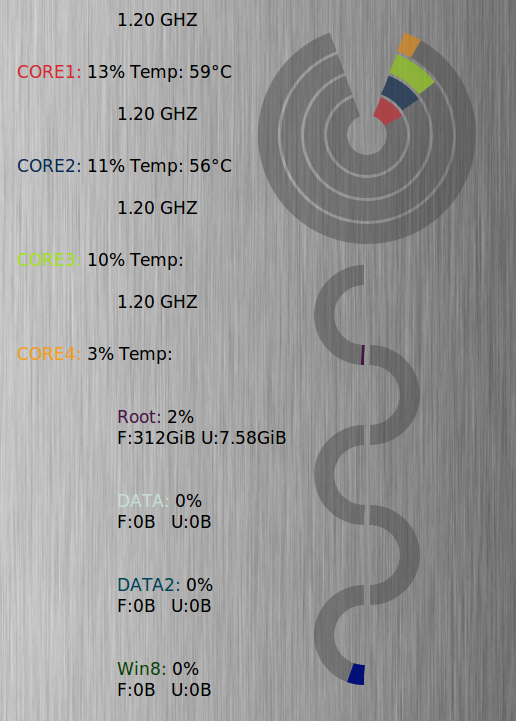 1.20 GHZ
CORE1: 13% Temp: 59°C
1.20 GHZ
CORE2: 11% Temp: 56°C
1.20 GHZ
CORE3: 10% Temp:
1.20 GHZ
CORE4: 3% Temp:
Root: 2%
F:312GiB U:7.58GiB
DATA: 0%
F:0B U:0B
DATA2: 0%
F:0B U:0B
Win8: 0%
F:0B U:0B